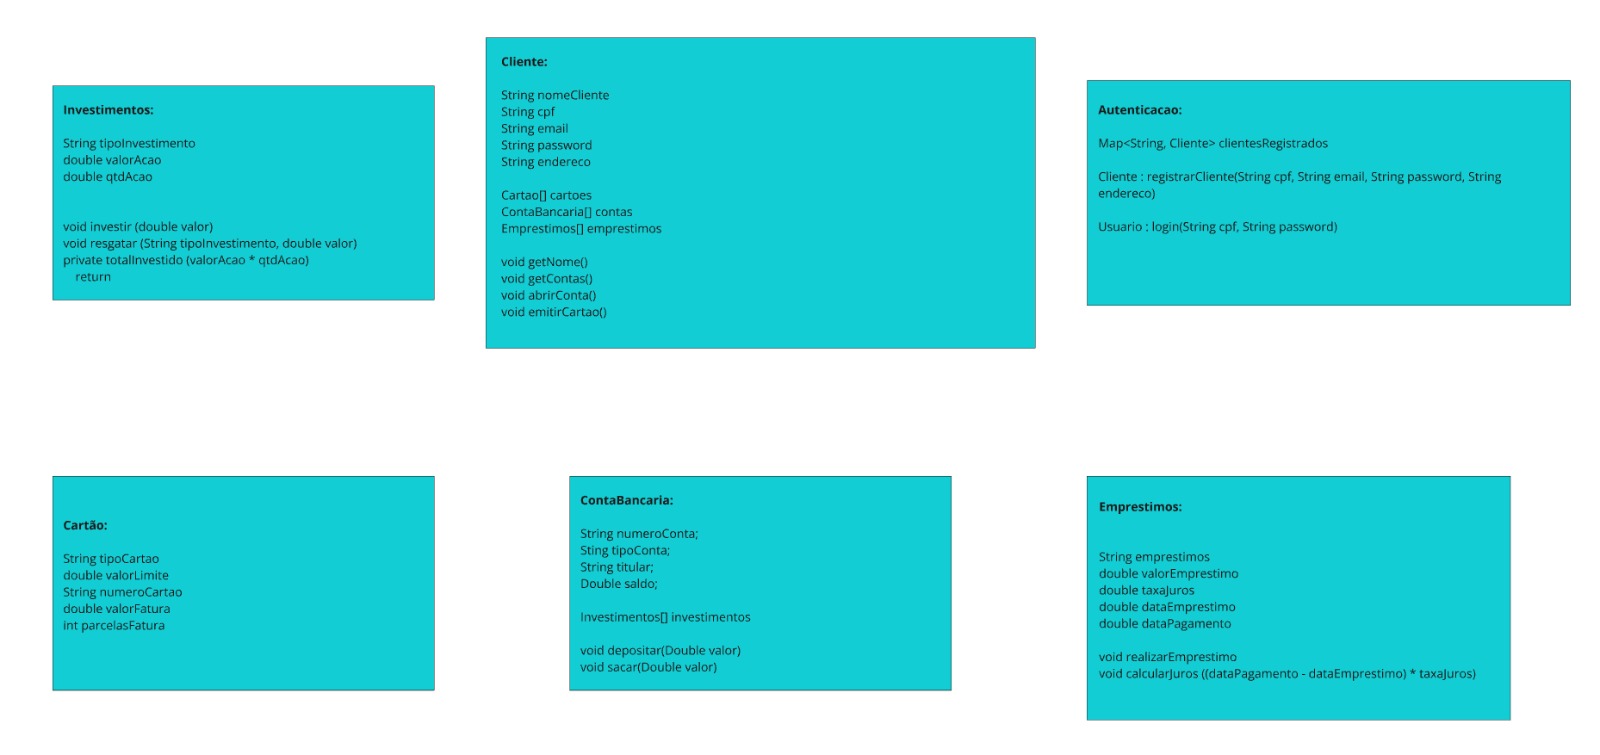 Investimentos:
String tipoInvestimento
double valorAcao
double qtdAcao
void investir (double valor)
void resgatar (String tipoInvestimento, double valor)
private totalInvestido (valorAcao * qtdAcao)
return
Cliente:
String nomeCliente
String cpf
String email
String password
String endereco
Cartao[] cartoes
ContaBancaria[] contas
Emprestimos[] emprestimos
void getNome()
void getContas()
void abrirConta()
void emitirCartao()
Autenticacao:
Map<String, Cliente> clientesRegistrados
Cliente : registrarCliente(String cpf, String email, String password, String
endereco)
Usuario : login(String cpf, String password)
Cartão:
String tipoCartao
double valorLimite
String numeroCartao
double valorFatura
int parcelasFatura
ContaBancaria:
String numeroConta;
Sting tipoConta;
String titular;
Double saldo;
Investimentos[] investimentos
void depositar(Double valor)
void sacar(Double valor)
Emprestimos:
String emprestimos
double valorEmprestimo
double taxaJuros
double dataEmprestimo
double dataPagamento
void realizarEmprestimo
void calcularJuros ((dataPagamento - dataEmprestimo) * taxaJuros)